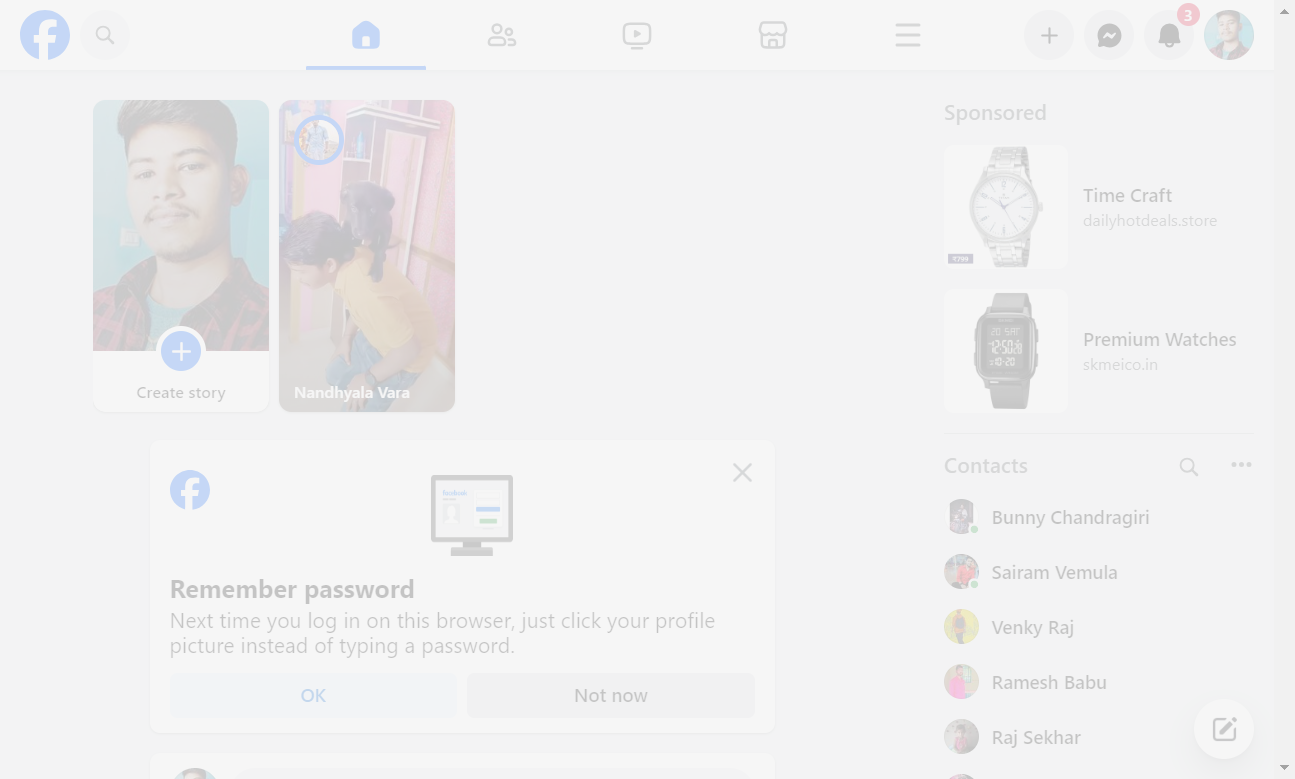 3
Create story
Nandhyala Vara
Sponsored
Time Craft
dailyhotdeals.store
₹799
Premium Watches
skmeico.in
Contacts
Bunny Chandragiri
Sairam Vemula
Venky Raj
Ramesh Babu
Raj Sekhar
facebook
Remember password
Next time you log in on this browser, just click your profile
picture instead of typing a password.
OK
Not now